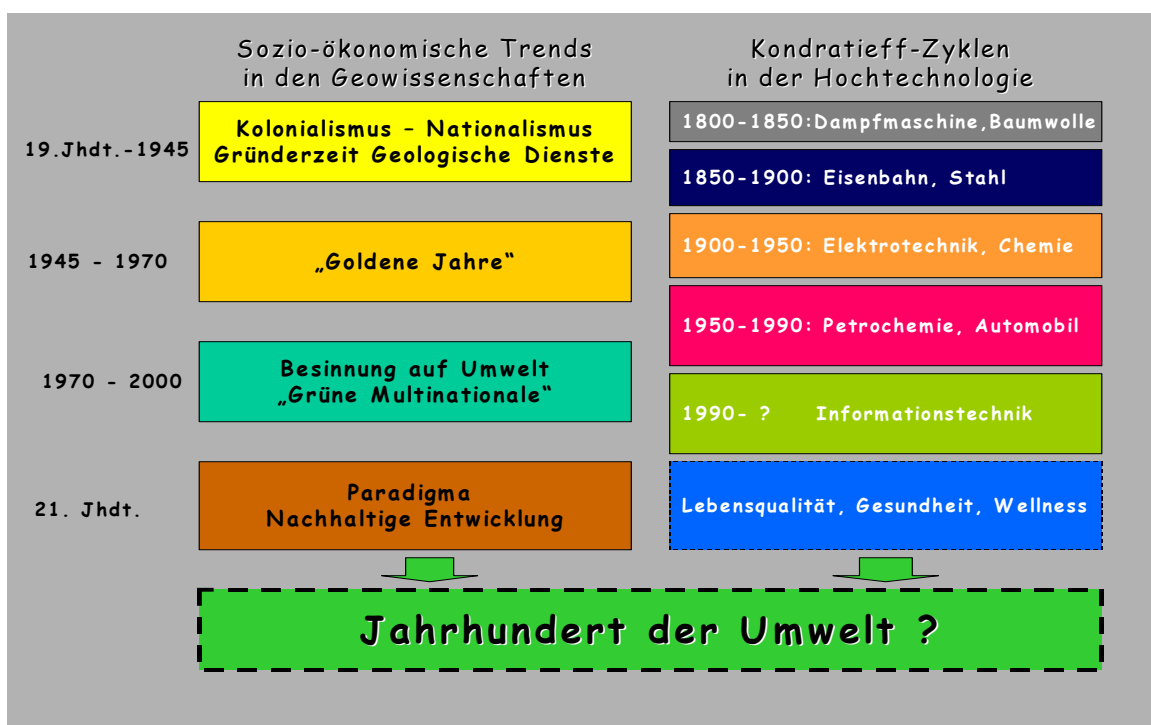 Sozio-ökonomische Trends
in den Geowissenschaften
Kondratieff-Zyklen
in der Hochtechnologie
19.Jhdt.-1945
Kolonialismus – Nationalismus
Gründerzeit Geologische Dienste
1945 - 1970
„Goldene Jahre“
1970 - 2000
Besinnung auf Umwelt
„Grüne Multinationale“
21. Jhdt.
Paradigma
Nachhaltige Entwicklung
1800-1850:Dampfmaschine,Baumwolle
1850-1900: Eisenbahn, Stahl
1900-1950: Elektrotechnik, Chemie
1950-1990: Petrochemie, Automobil
1990- ? Informationstechnik
Lebensqualität, Gesundheit, Wellness
Jahrhundert der Umwelt ?